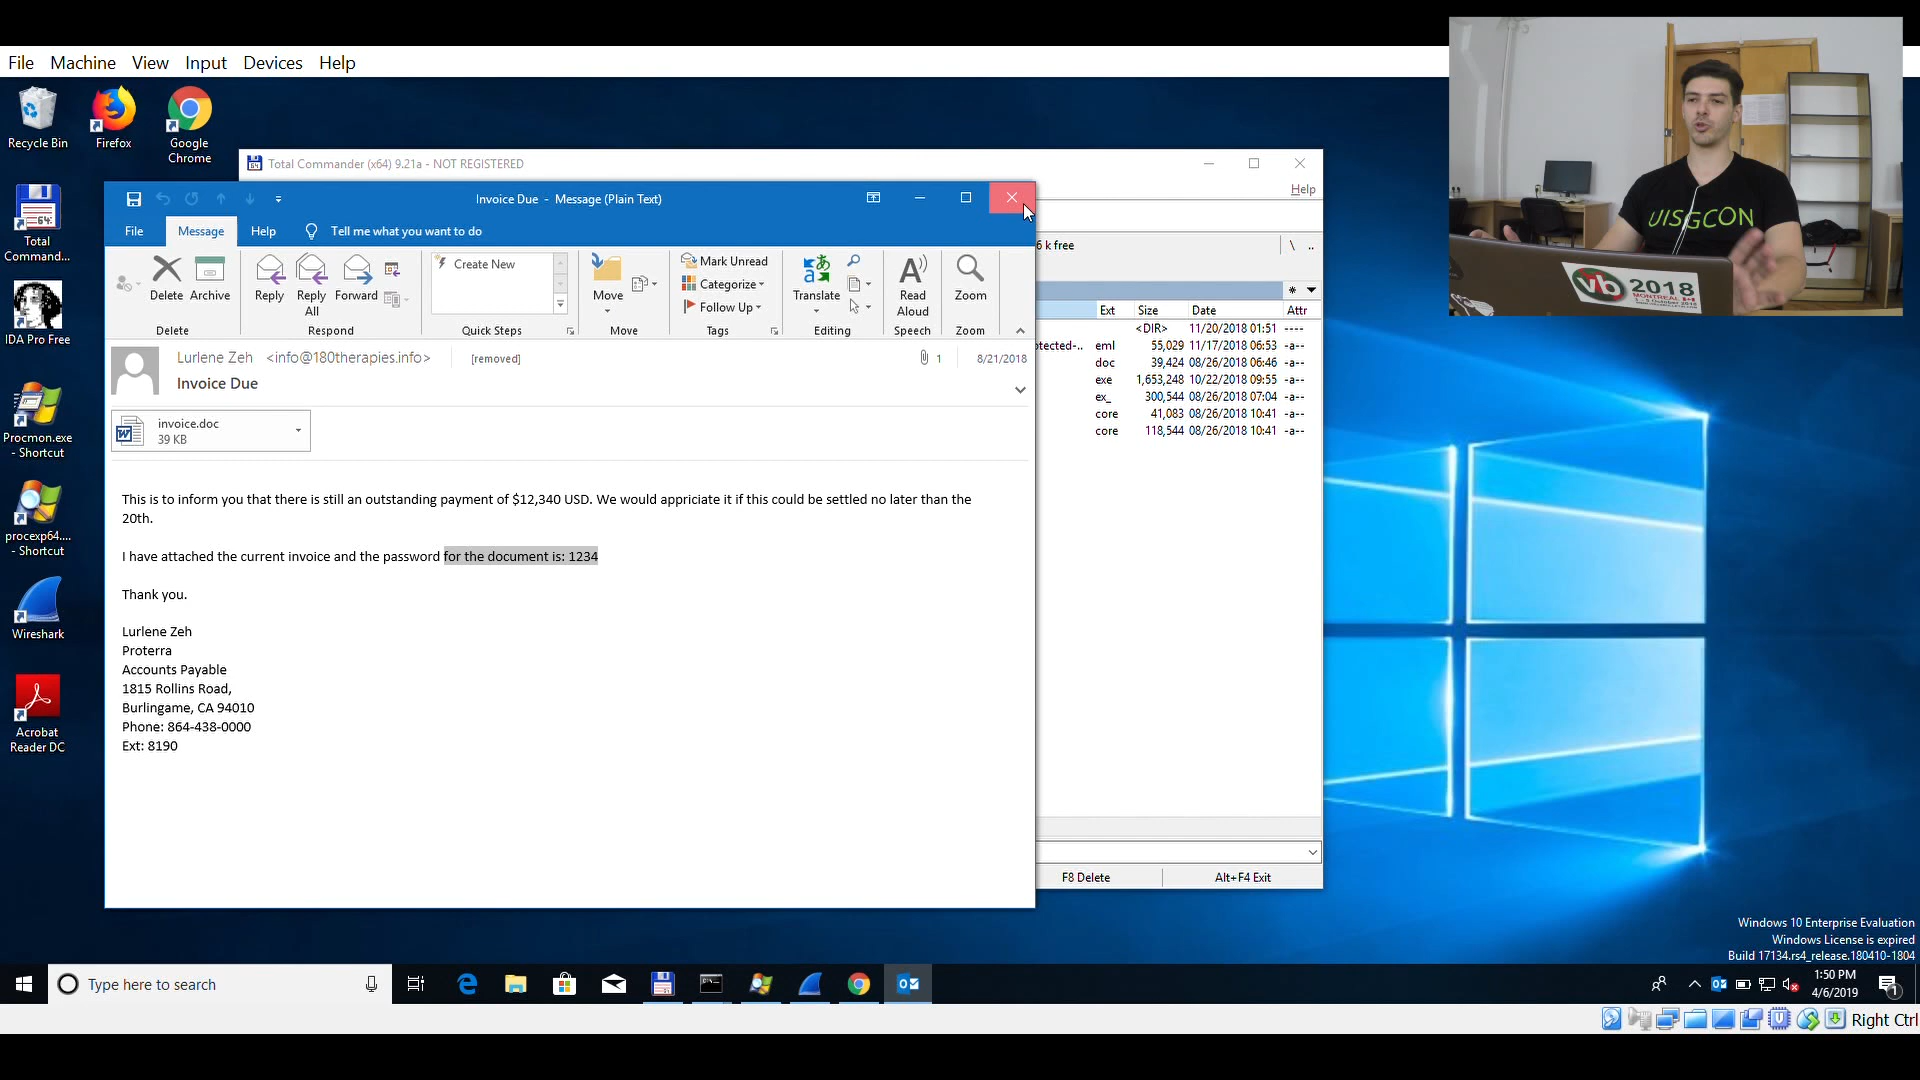 File Machine View Input Devices Help
Recycle Bin
Firefox
Google
Chrome
Total
Command...
IDA Pro Free
Procmon.exe
- Shortcut
procexp64....
- Shortcut
Wireshark
Acrobat
Reader DC
Total Commander (x64) 9.21a - NOT REGISTERED
Help
6 k free
\ ..
* 
Ext Size Date Attr
<DIR> 11/20/2018 01:51 ----
otected-.. eml 55,029 11/17/2018 06:53 -a--
doc 39,424 08/26/2018 06:46 -a--
exe 1,653,248 10/22/2018 09:55 -a--
ex_ 300,544 08/26/2018 07:04 -a--
core 41,083 08/26/2018 10:41 -a--
core 118,544 08/26/2018 10:41 -a--
F8 Delete Alt+F4 Exit
Invoice Due - Message (Plain Text)
File Message Help Tell me what you want to do
Delete Archive
Delete
Reply Reply
All Forward
Respond
Create New
Quick Steps
Move
Move
Mark Unread
Categorize
Follow Up
Tags
Translate
Editing
Read
Aloud
Speech
Zoom
Zoom
Lurlene Zeh <info@180therapies.info> [removed] 1 8/21/2018
Invoice Due
invoice.doc
39 KB
This is to inform you that there is still an outstanding payment of $12,340 USD. We would appriciate it if this could be settled no later than the
20th.
I have attached the current invoice and the password for the document is: 1234
Thank you.
Lurlene Zeh
Proterra
Accounts Payable
1815 Rollins Road,
Burlingame, CA 94010
Phone: 864-438-0000
Ext: 8190
UISGCON
vb 2018
MONTREAL
Windows 10 Enterprise Evaluation
Windows License is expired
Build 17134.rs4_release.180410-1804
Type here to search
1:50 PM
4/6/2019
1
Right Ctrl